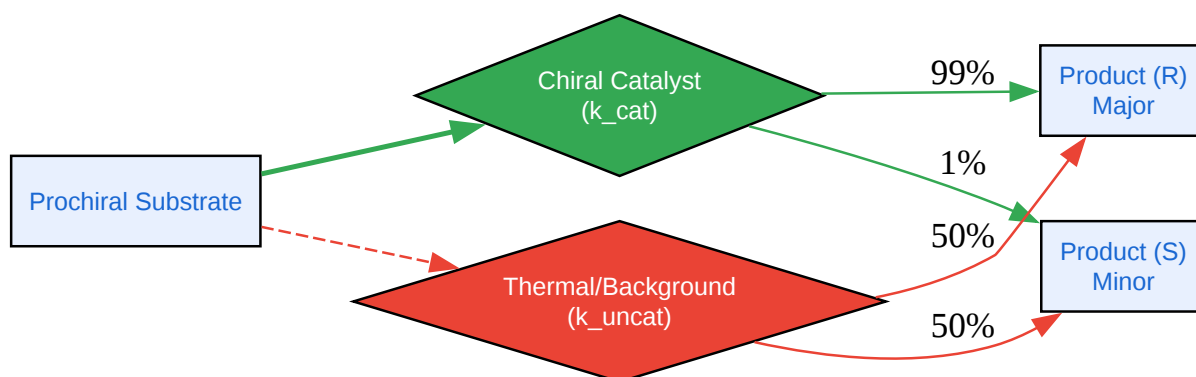 Prochiral Substrate
Chiral Catalyst
(k_cat)
Thermal/Background
(k_uncat)
99%
1%
50%
50%
Product (R)
Major
Product (S)
Minor